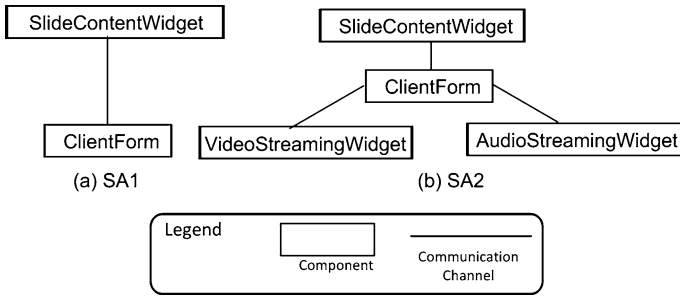 SlideContentWidget
ClientForm
(a) SA1
SlideContentWidget
ClientForm
VideoStreamingWidget
AudioStreamingWidget
(b) SA2
Legend
Component
Communication
Channel